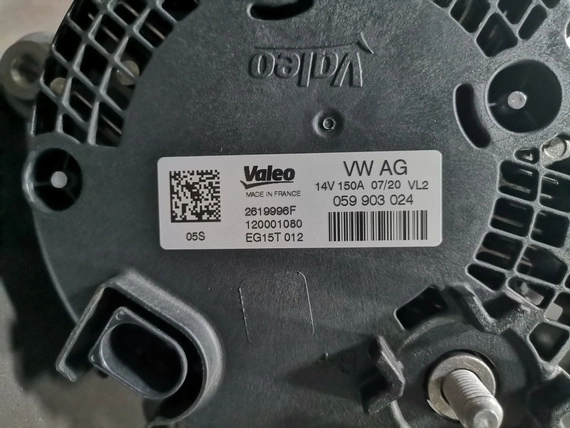 Valeo
Valeo
MADE IN FRANCE
2619996F
120001080
EG15T 012
05S
VW AG
14V 150A 07/20 VL2
059 903 024
B+